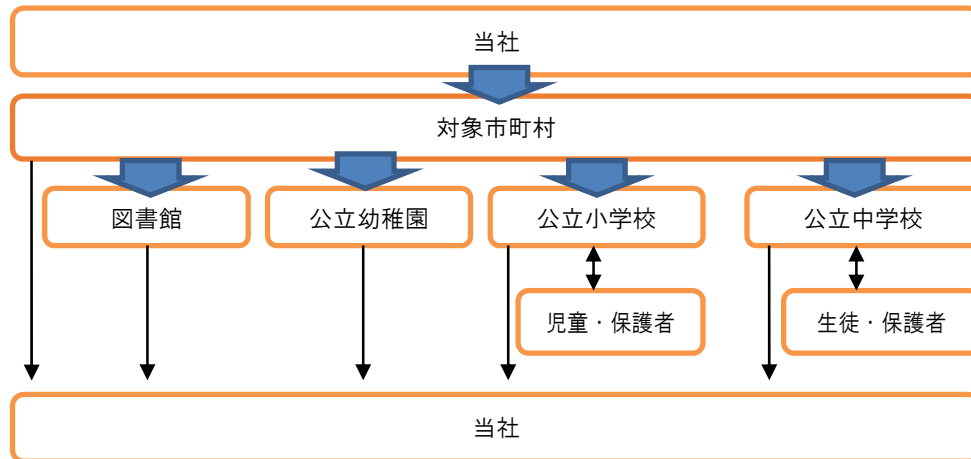 当社
対象市町村
図書館
公立幼稚園
公立小学校
公立中学校
児童・保護者
生徒・保護者
当社